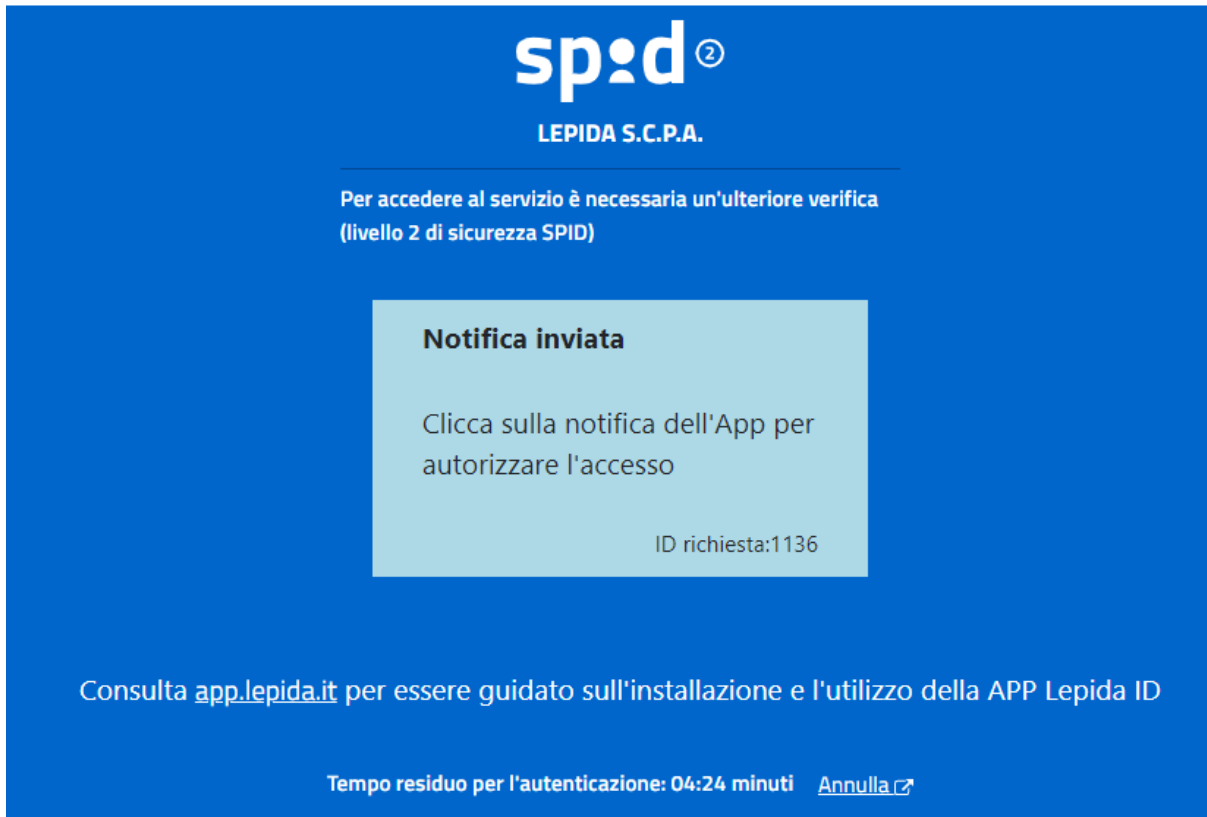 spid 2
LEPIDA S.C.P.A.
Per accedere al servizio è necessaria un'ulteriore verifica
(livello 2 di sicurezza SPID)
Notifica inviata
Clicca sulla notifica dell'App per
autorizzare l'accesso
ID richiesta:1136
Consulta app.lepida.it per essere guidato sull'installazione e l'utilizzo della APP Lepida ID
Tempo residuo per l'autenticazione: 04:24 minuti Annulla